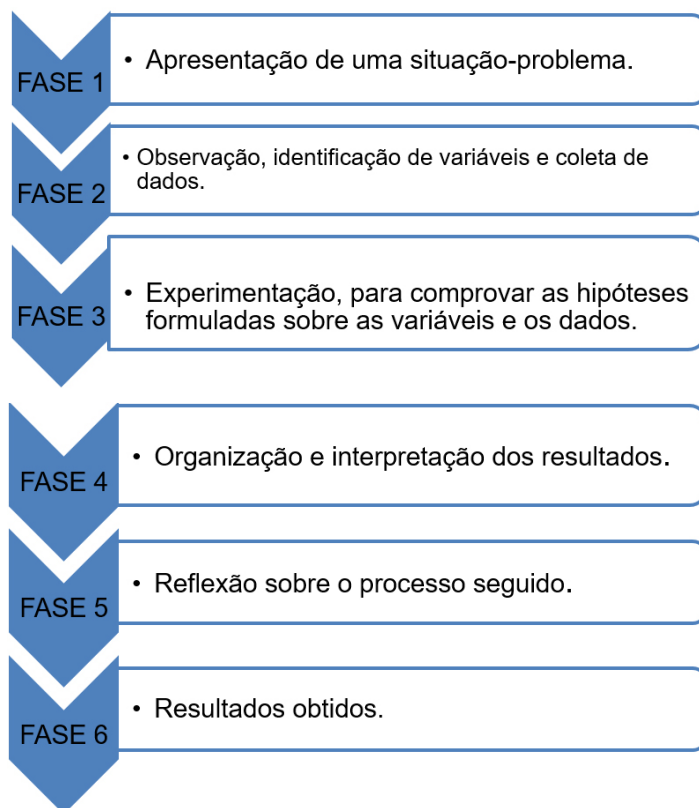 FASE 1
• Apresentação de uma situação-problema.
FASE 2
• Observação, identificação de variáveis e coleta de
dados.
FASE 3
• Experimentação, para comprovar as hipóteses
formuladas sobre as variáveis e os dados.
FASE 4
• Organização e interpretação dos resultados.
FASE 5
• Reflexão sobre o processo seguido.
FASE 6
• Resultados obtidos.